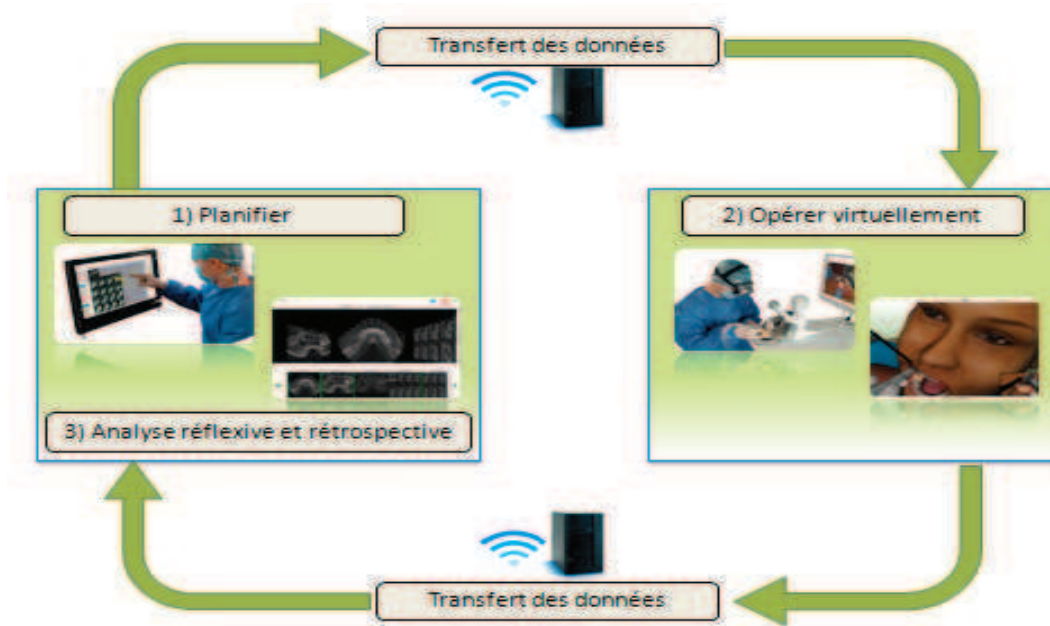 Transfert des données
1) Planifier
2) Opérer virtuellement
3) Analyse réflexive et rétrospective
Transfert des données